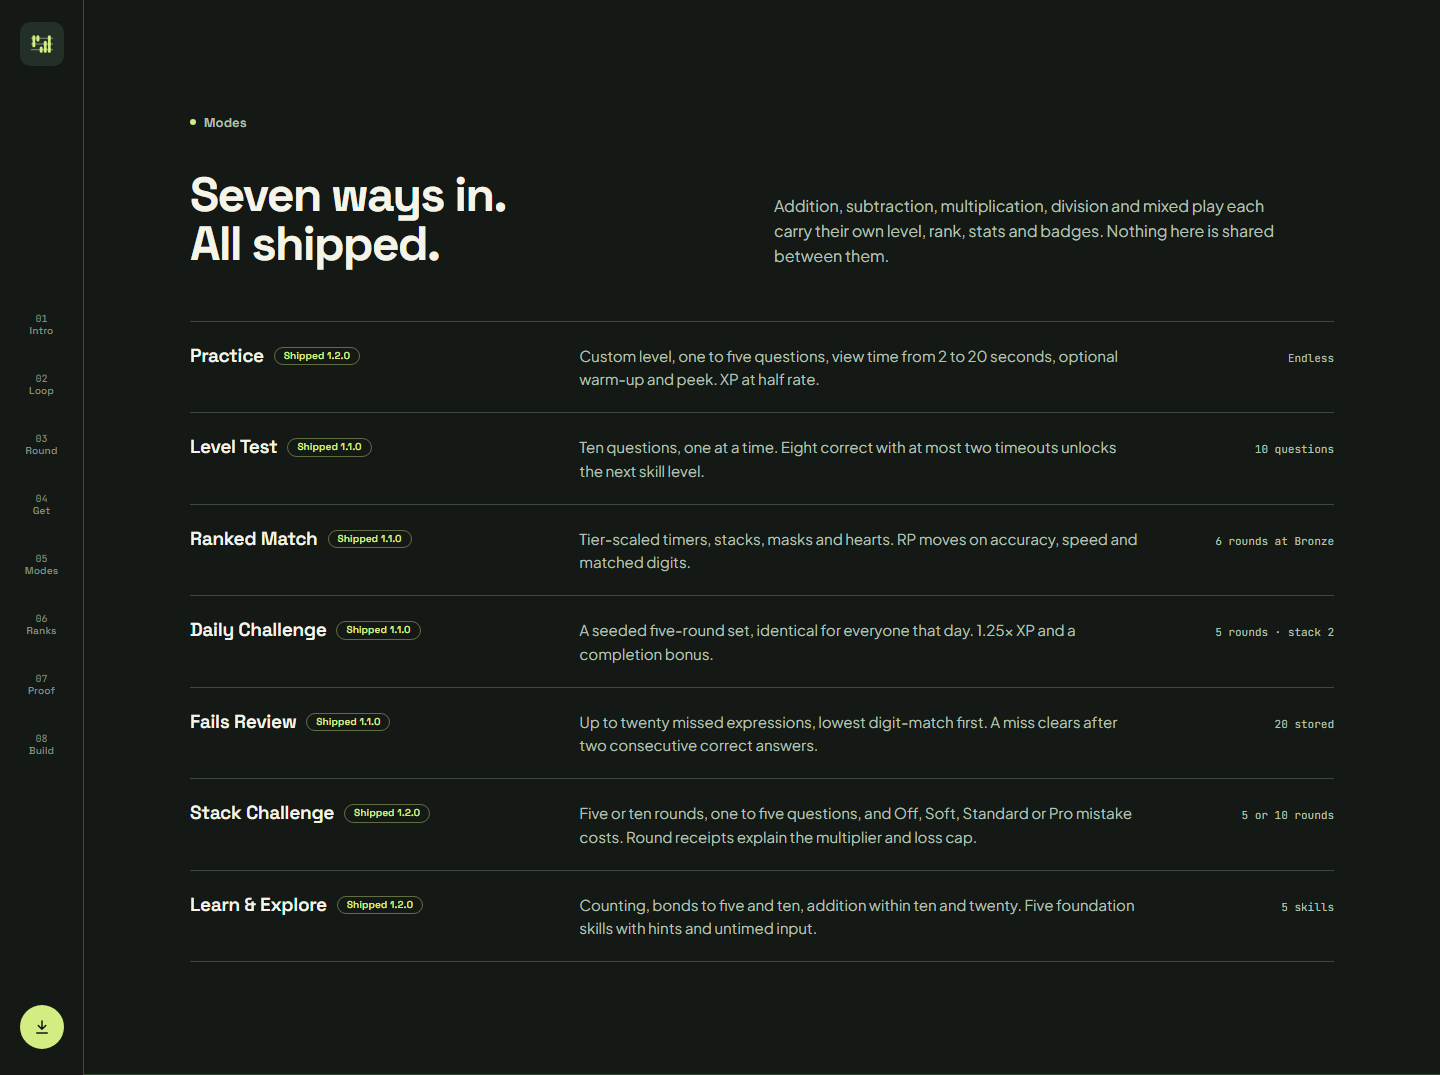 01
Intro
02
Loop
03
Round
04
Get
05
Modes
06
Ranks
07
Proof
08
Build
Modes
Seven ways in.
All shipped.
Addition, subtraction, multiplication, division and mixed play each
carry their own level, rank, stats and badges. Nothing here is shared
between them.
Practice Shipped 1.2.0
Custom level, one to five questions, view time from 2 to 20 seconds, optional
warm-up and peek. XP at half rate.
Endless
Level Test Shipped 1.1.0
Ten questions, one at a time. Eight correct with at most two timeouts unlocks
the next skill level.
10 questions
Ranked Match Shipped 1.1.0
Tier-scaled timers, stacks, masks and hearts. RP moves on accuracy, speed and
matched digits.
6 rounds at Bronze
Daily Challenge Shipped 1.1.0
A seeded five-round set, identical for everyone that day. 1.25× XP and a
completion bonus.
5 rounds · stack 2
Fails Review Shipped 1.1.0
Up to twenty missed expressions, lowest digit-match first. A miss clears after
two consecutive correct answers.
20 stored
Stack Challenge Shipped 1.2.0
Five or ten rounds, one to five questions, and Off, Soft, Standard or Pro mistake
costs. Round receipts explain the multiplier and loss cap.
5 or 10 rounds
Learn & Explore Shipped 1.2.0
Counting, bonds to five and ten, addition within ten and twenty. Five foundation
skills with hints and untimed input.
5 skills